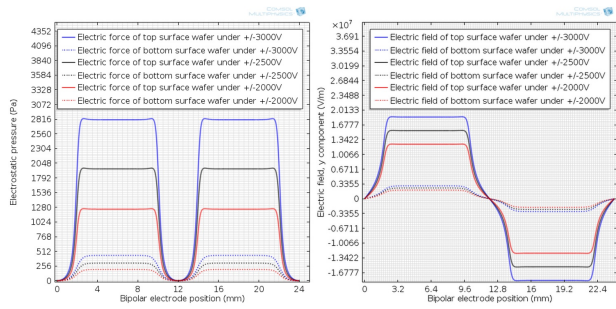 COMSOL
MULTIPHYSICS
4352
4096
3840
3584
3328
3072
2816
2560
2304
2048
1792
1536
1280
1024
768
512
256
0
Electrostatic pressure (Pa)
Electric force of top surface wafer under +/-3000V
Electric force of bottom surface wafer under +/-3000V
Electric force of top surface wafer under +/-2500V
Electric force of bottom surface wafer under +/-2500V
Electric force of top surface wafer under +/-2000V
Electric force of bottom surface wafer under +/-2000V
0 4 8 12 16 20 24
Bipolar electrode position (mm)
COMSOL
MULTIPHYSICS
×10⁷
3.691
3.3554
3.0199
2.6844
2.3488
2.0133
1.6777
1.3422
1.0066
0.6711
0.3355
0
-0.3355
-0.6711
-1.0066
-1.3422
-1.6777
Electric field, y component (V/m)
Electric field of top surface wafer under +/-3000V
Electric field of bottom surface wafer under +/-3000V
Electric field of top surface wafer under +/-2500V
Electric field of bottom surface wafer under +/-2500V
Electric field of top surface wafer under +/-2000V
Electric field of bottom surface wafer under +/-2000V
0 3.2 6.4 9.6 12.8 16 19.2 22.4
Bipolar electrode position (mm)